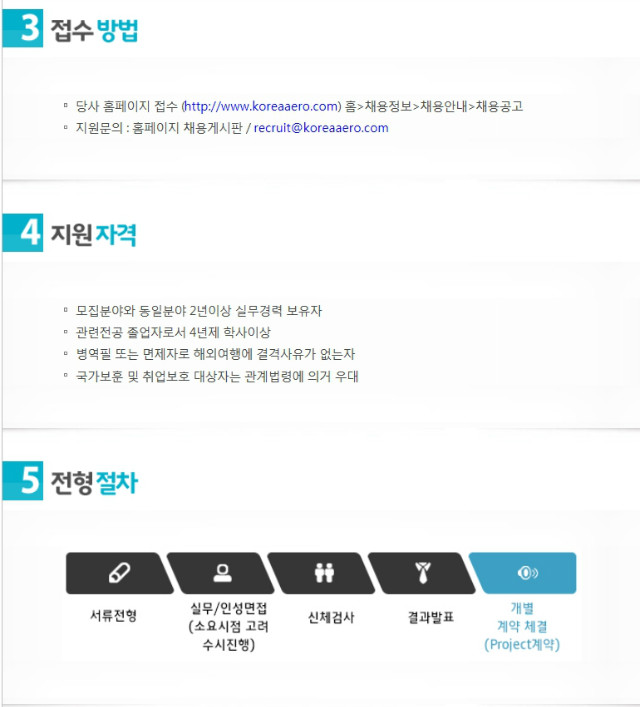 3 접수 방법
▫ 당사 홈페이지 접수 (http://www.koreaaero.com) 홈>채용정보>채용안내>채용공고
▫ 지원문의 : 홈페이지 채용게시판 / recruit@koreaaero.com
4 지원 자격
▫ 모집분야와 동일분야 2년이상 실무경력 보유자
▫ 관련전공 졸업자로서 4년제 학사이상
▫ 병역필 또는 면제자로 해외여행에 결격사유가 없는자
▫ 국가보훈 및 취업보호 대상자는 관계법령에 의거 우대
5 전형 절차
서류전형
실무/인성면접
(소요시점 고려
수시진행)
신체검사
결과발표
개별
계약 체결
(Project계약)